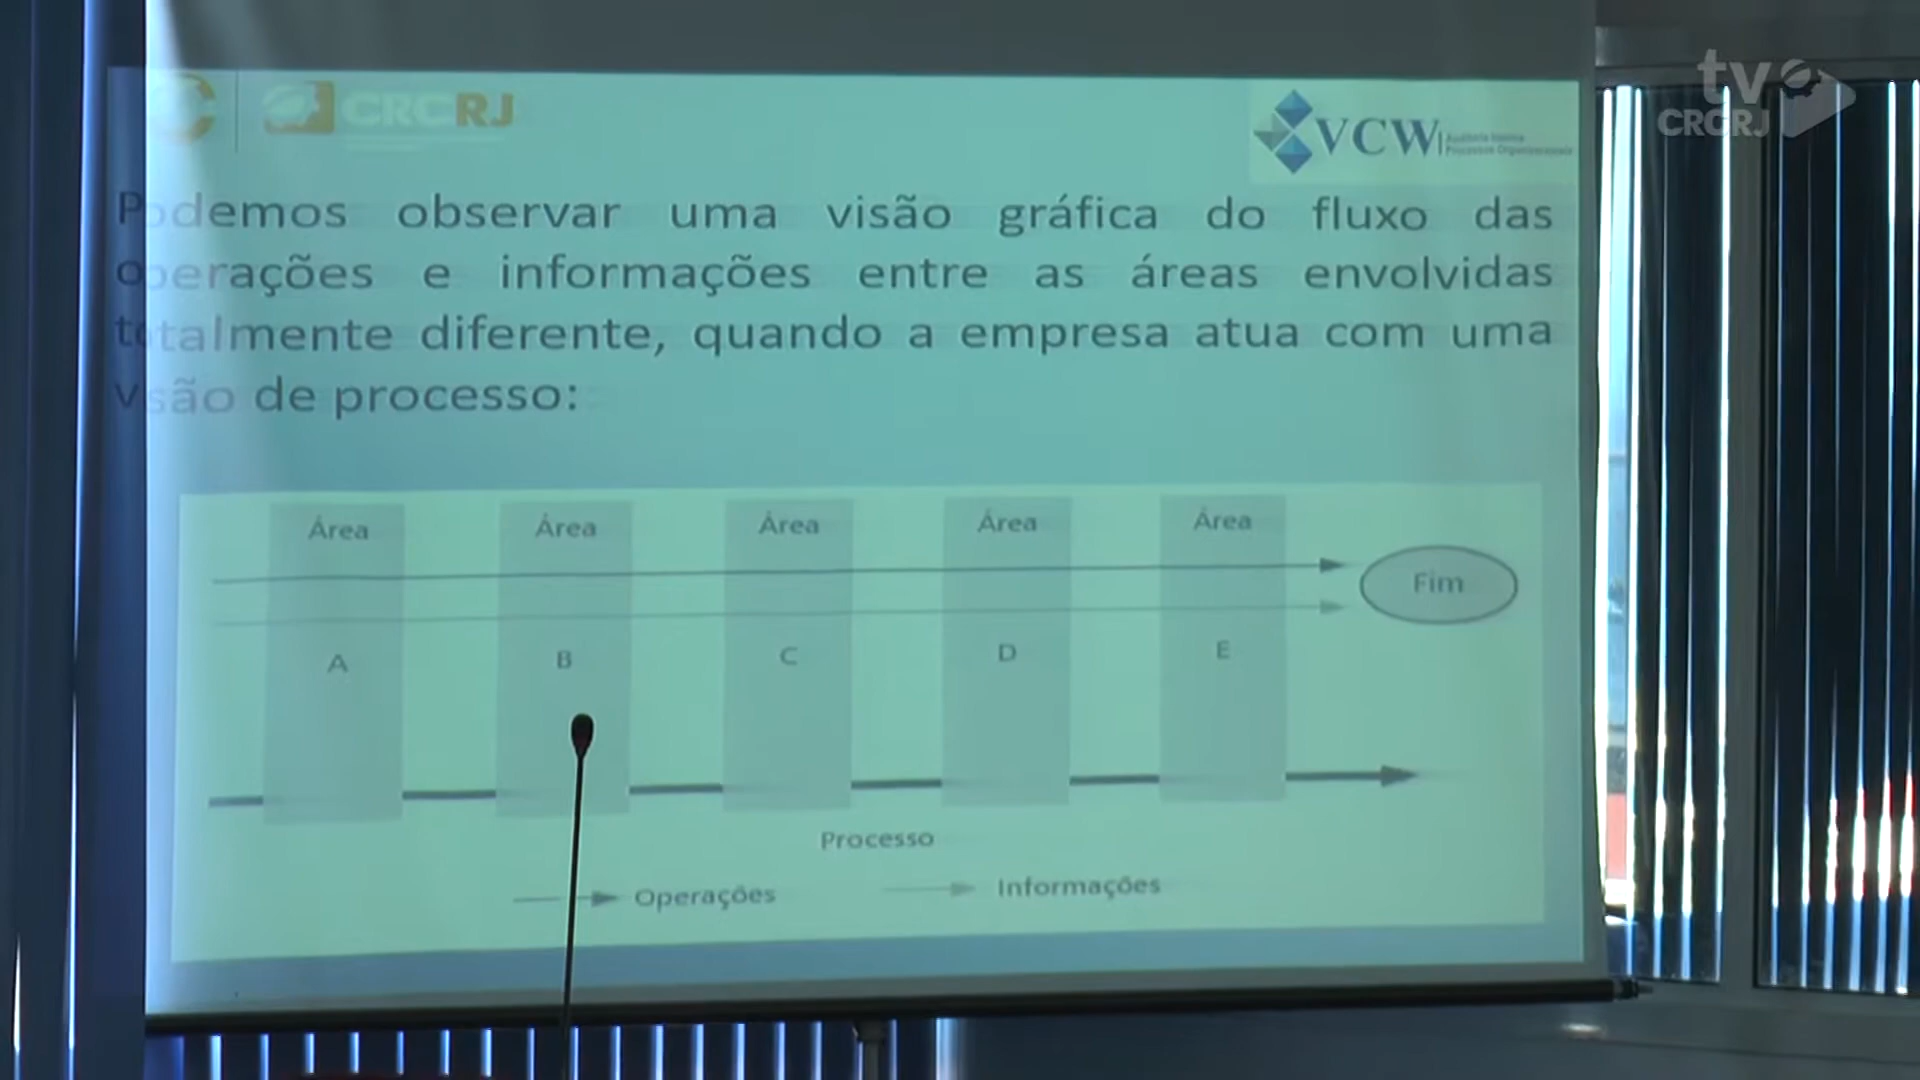 tv
CRCRJ
CRCRJ
VCW
Podemos observar uma visão gráfica do fluxo das
operações e informações entre as áreas envolvidas
totalmente diferente, quando a empresa atua com uma
visão de processo:
Área Área Área Área Área
Fim
A B C D E
Processo
Operações Informações